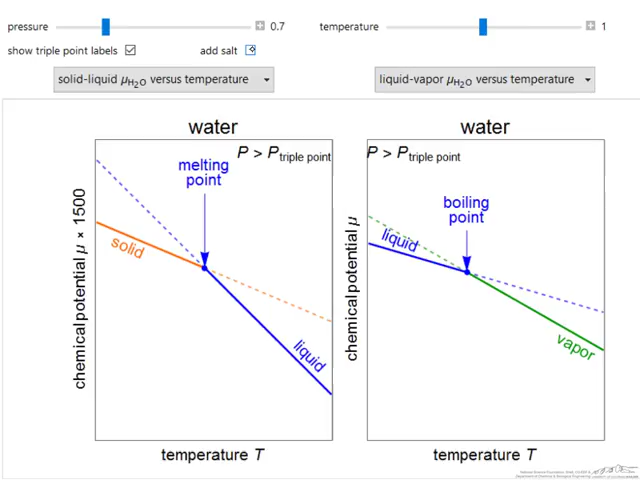 pressure 0.7 temperature 1
show triple point labels add salt
solid-liquid μH₂O versus temperature liquid-vapor μH₂O versus temperature
water
P > Ptriple point
melting
point
solid
liquid
chemical potential μ × 1500
temperature T
water
P > Ptriple point
boiling
point
liquid
vapor
chemical potential μ
temperature T